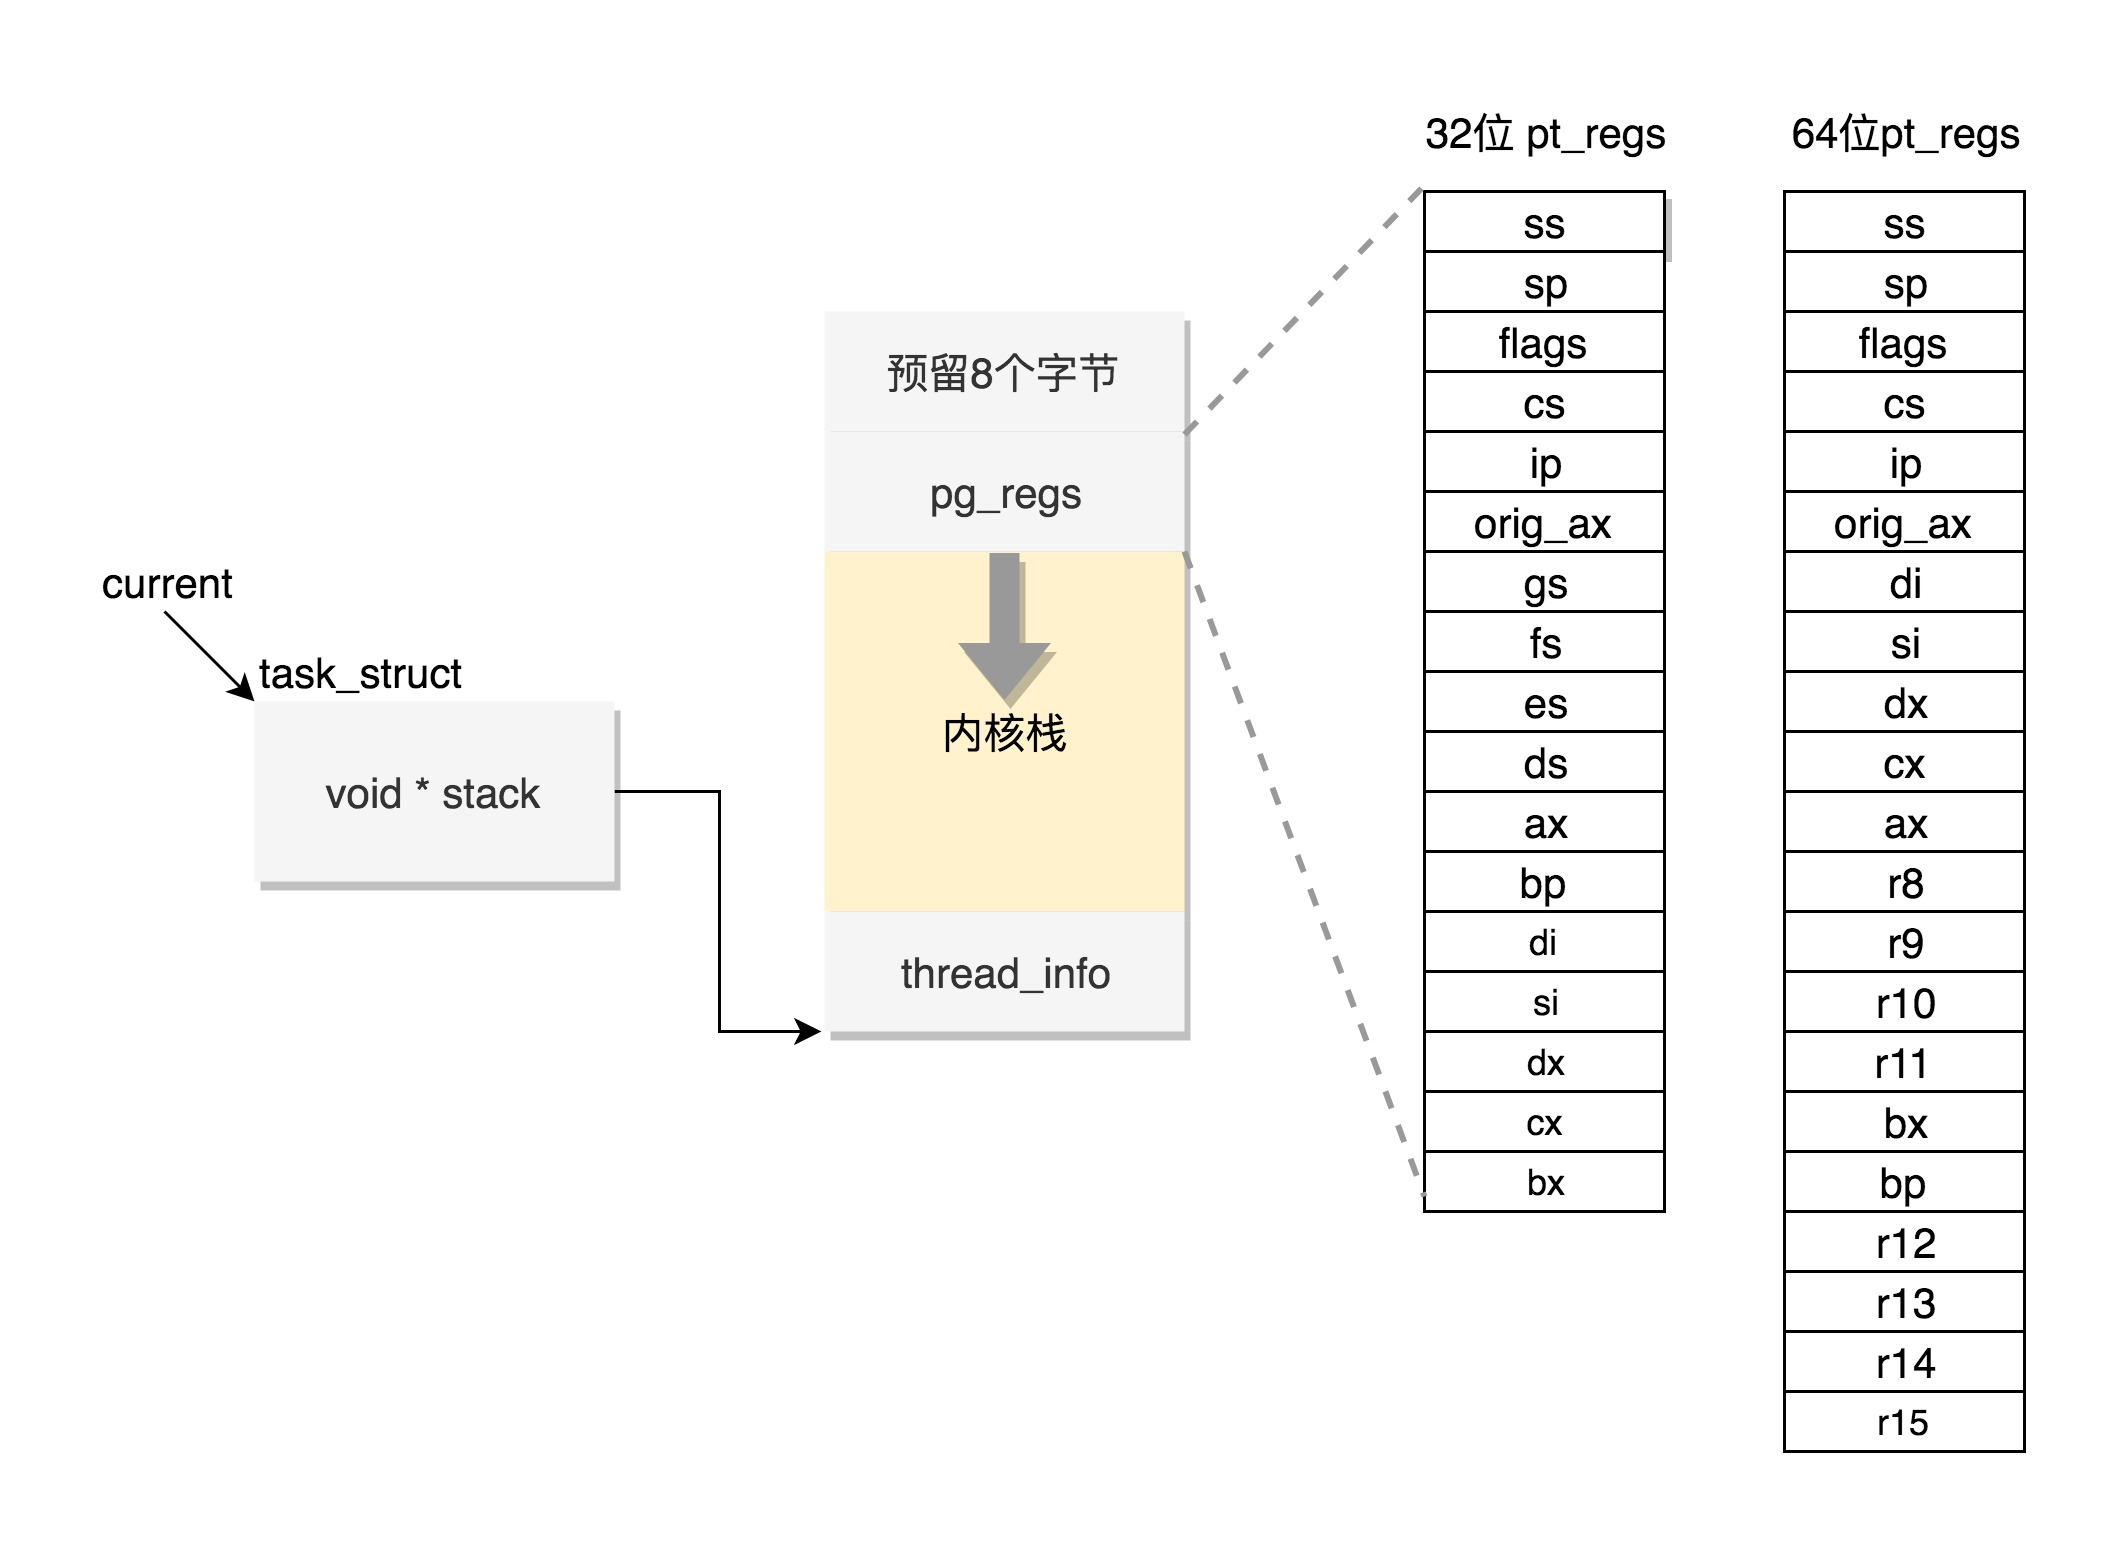 current
task_struct
void * stack
预留8个字节
pg_regs
内核栈
thread_info
32位 pt_regs
ss
sp
flags
cs
ip
orig_ax
gs
fs
es
ds
ax
bp
di
si
dx
cx
bx
64位pt_regs
ss
sp
flags
cs
ip
orig_ax
di
si
dx
cx
ax
r8
r9
r10
r11
bx
bp
r12
r13
r14
r15